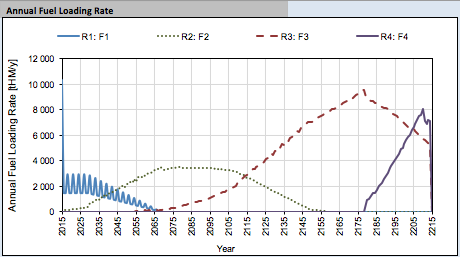 Annual Fuel Loading Rate
R1: F1 R2: F2 R3: F3 R4: F4
Annual Fuel Loading Rate [tHM/y]
12 000
10 000
8 000
6 000
4 000
2 000
0
2015 2025 2035 2045 2055 2065 2075 2085 2095 2105 2115 2125 2135 2145 2155 2165 2175 2185 2195 2205 2215
Year